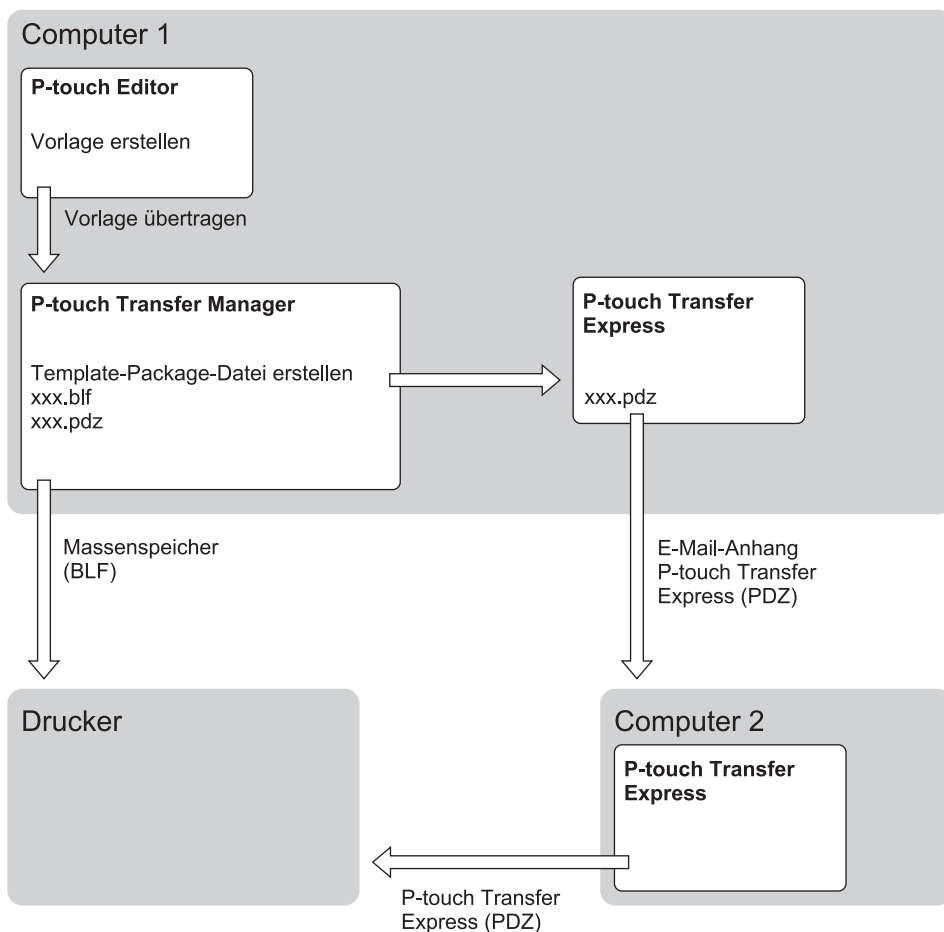 Computer 1
P-touch Editor
Vorlage erstellen
Vorlage übertragen
P-touch Transfer Manager
Template-Package-Datei erstellen
xxx.blf
xxx.pdz
P-touch Transfer
Express
xxx.pdz
Massenspeicher
(BLF)
E-Mail-Anhang
P-touch Transfer
Express (PDZ)
Drucker
Computer 2
P-touch Transfer
Express
P-touch Transfer
Express (PDZ)